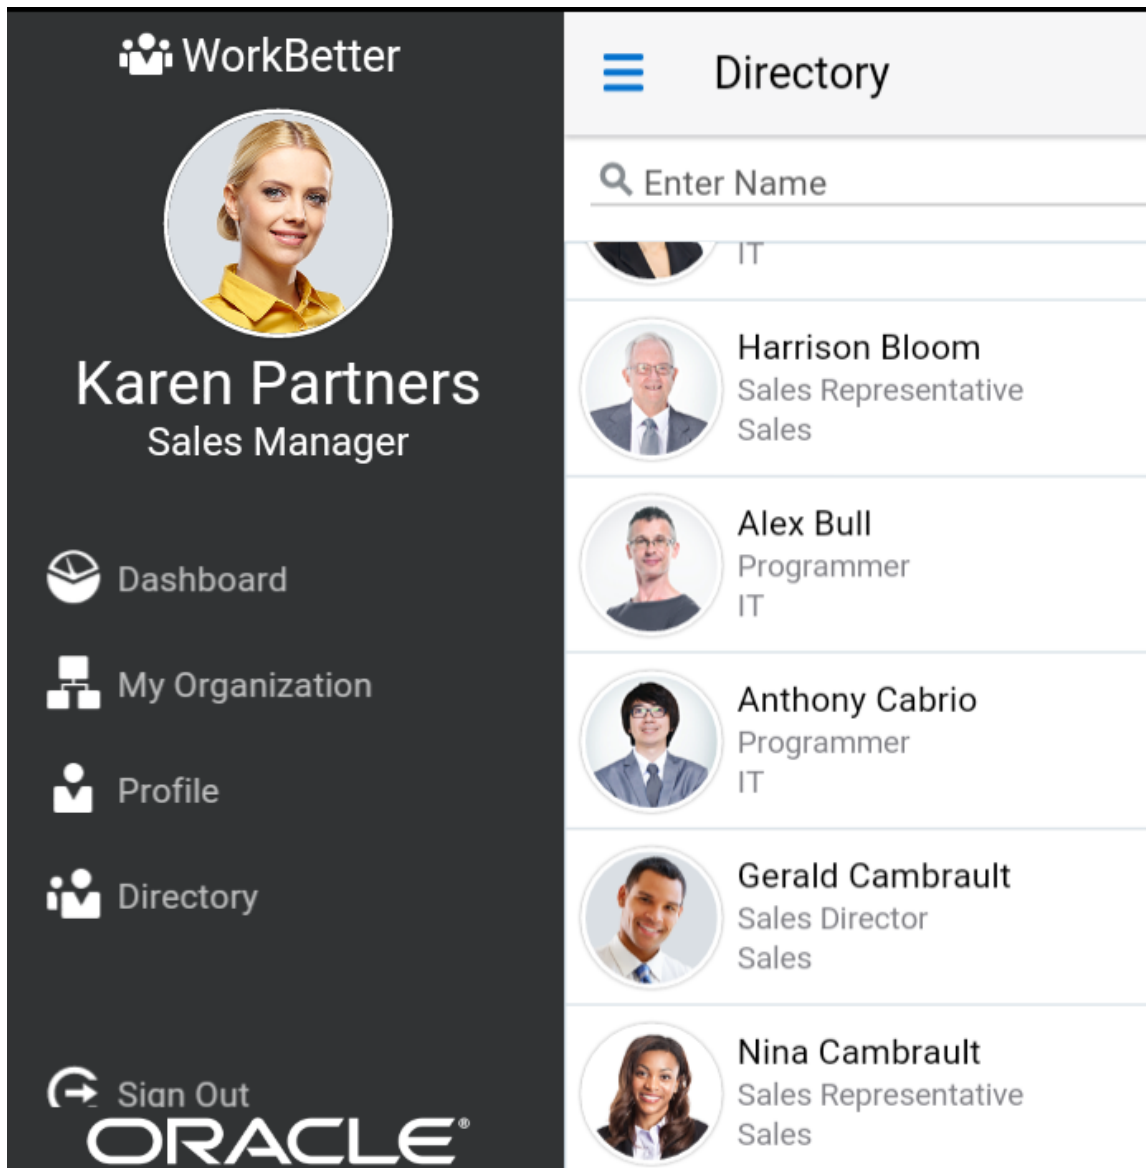 WorkBetter
Karen Partners
Sales Manager
Dashboard
My Organization
Profile
Directory
Sign Out
ORACLE®
Directory
Enter Name
IT
Harrison Bloom
Sales Representative
Sales
Alex Bull
Programmer
IT
Anthony Cabrio
Programmer
IT
Gerald Cambrault
Sales Director
Sales
Nina Cambrault
Sales Representative
Sales